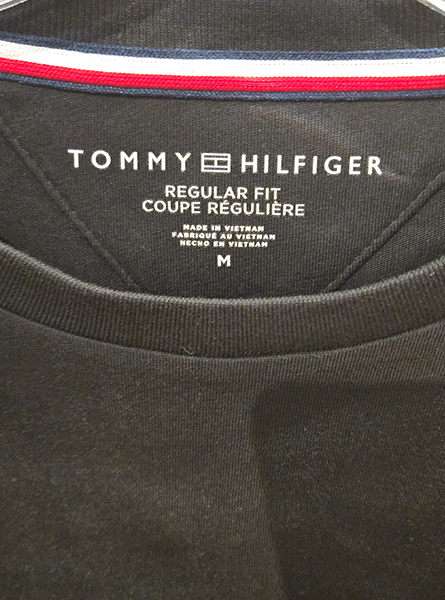 TOMMY HILFIGER
REGULAR FIT
COUPE RÉGULIÈRE
MADE IN VIETNAM
FABRIQUÉ AU VIETNAM
HECHO EN VIETNAM
M